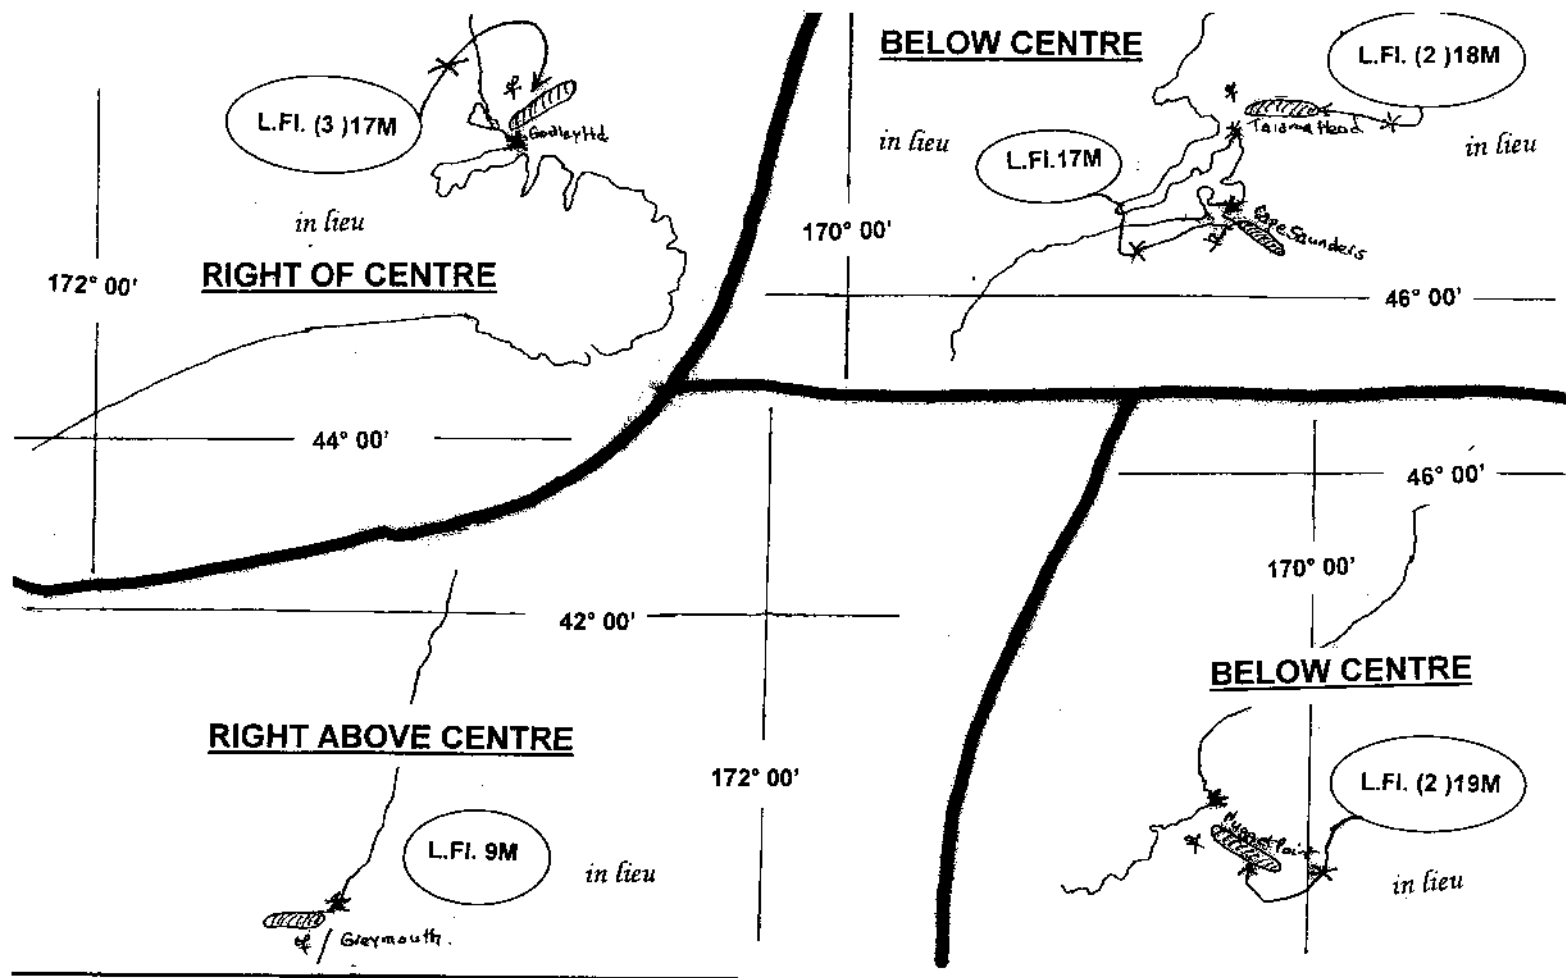 L.Fl. (3 )17M
Godley Hd.
in lieu
172° 00'
RIGHT OF CENTRE
44° 00'
BELOW CENTRE
L.Fl. (2 )18M
Taiaroa Head
in lieu
in lieu
L.Fl.17M
Cape Saunders
170° 00'
46° 00'
42° 00'
RIGHT ABOVE CENTRE
172° 00'
L.Fl. 9M
in lieu
Greymouth.
46° 00'
170° 00'
BELOW CENTRE
L.Fl. (2 )19M
Nugget Point
in lieu